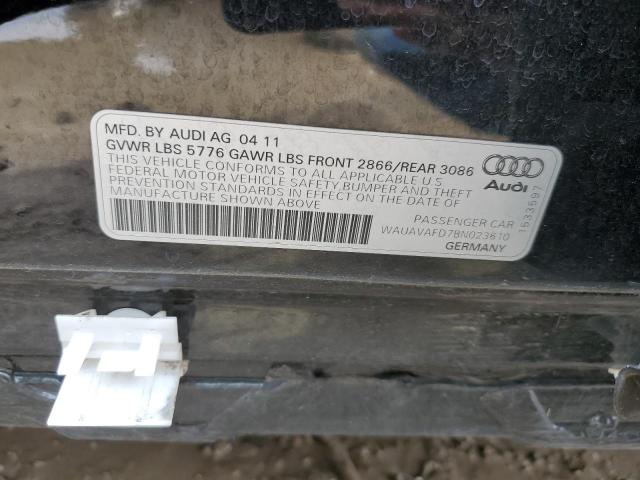 MFD. BY AUDI AG 04 11
GVWR LBS 5776 GAWR LBS FRONT 2866/REAR 3086
THIS VEHICLE CONFORMS TO ALL APPLICABLE U S
FEDERAL MOTOR VEHICLE SAFETY,BUMPER AND THEFT
PREVENTION STANDARDS IN EFFECT ON THE DATE OF
MANUFACTURE SHOWN ABOVE
PASSENGER CAR
WAUAVAFD7BN023610
GERMANY
Audi
1533597